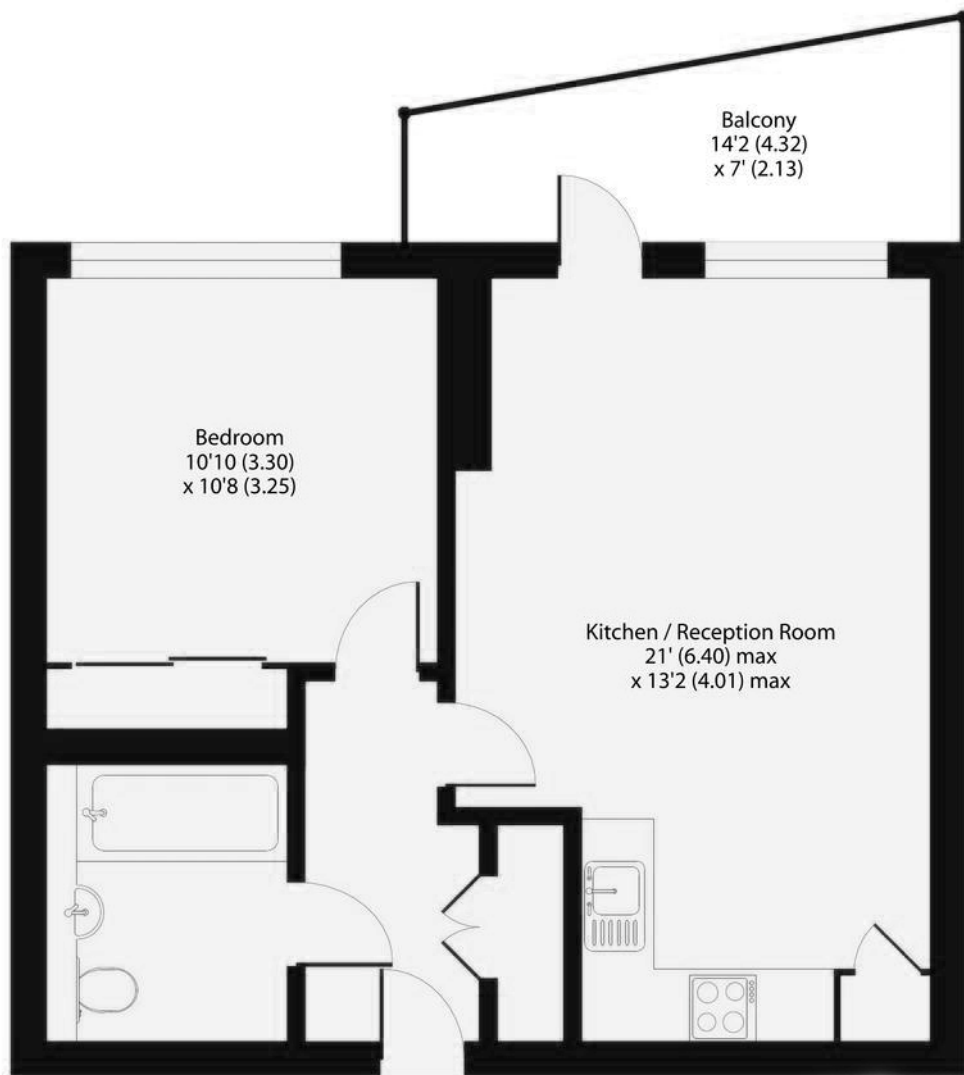 Balcony
14'2 (4.32)
x 7' (2.13)
Bedroom
10'10 (3.30)
x 10'8 (3.25)
Kitchen / Reception Room
21' (6.40) max
x 13'2 (4.01) max